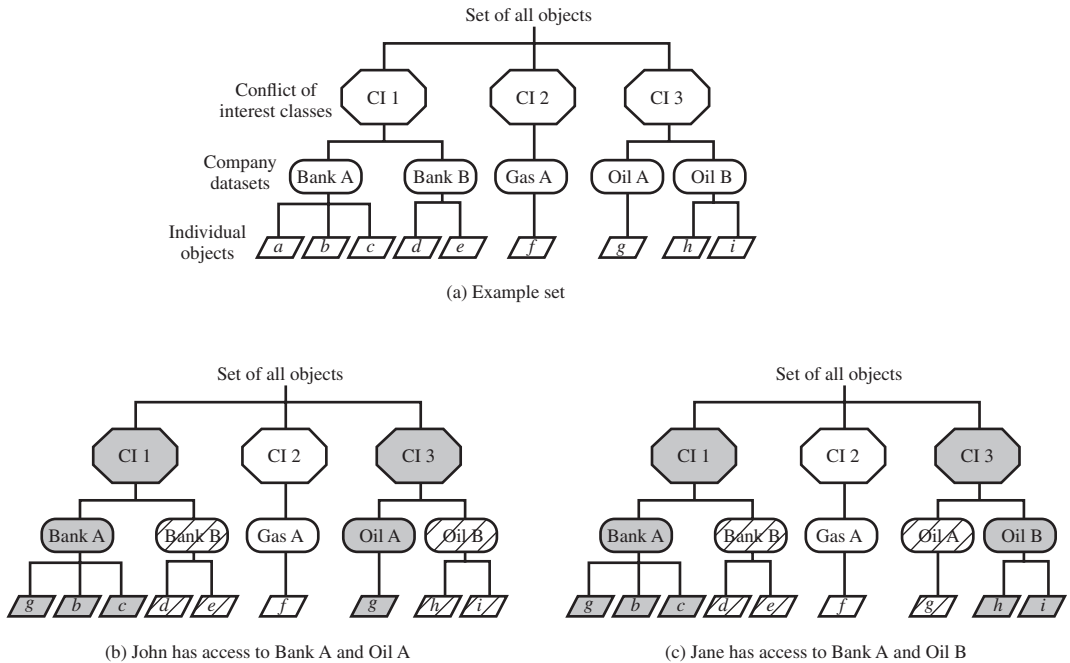 Set of all objects
Conflict of
interest classes
CI 1
CI 2
CI 3
Company
datasets
Bank A
Bank B
Gas A
Oil A
Oil B
Individual
objects
a
b
c
d
e
f
g
h
i
(a) Example set
Set of all objects
CI 1
CI 2
CI 3
Bank A
Bank B
Gas A
Oil A
Oil B
g
b
c
d
e
f
g
h
i
(b) John has access to Bank A and Oil A
Set of all objects
CI 1
CI 2
CI 3
Bank A
Bank B
Gas A
Oil A
Oil B
g
b
c
d
e
f
g
h
i
(c) Jane has access to Bank A and Oil B